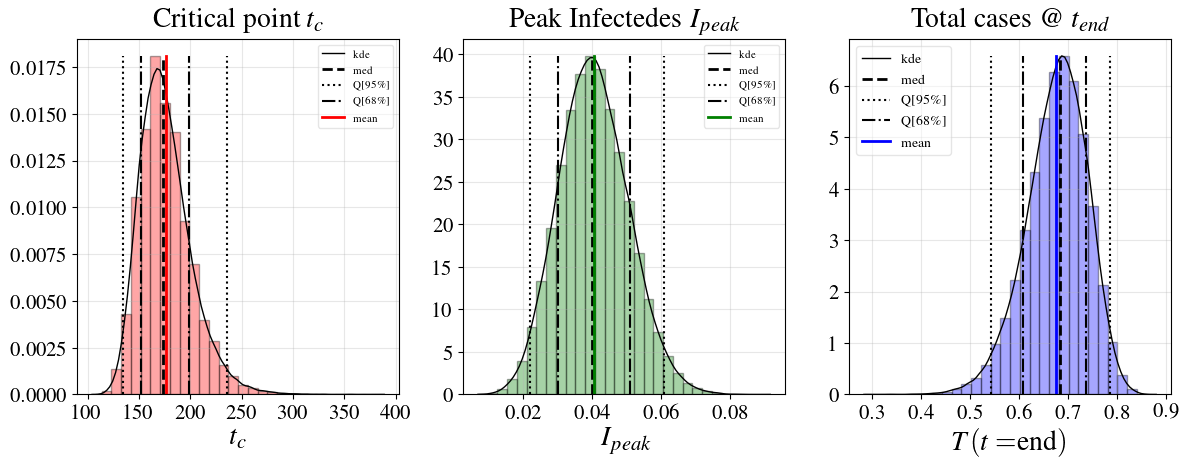 Critical point t_c
0.0175
0.0150
0.0125
0.0100
0.0075
0.0050
0.0025
0.0000
kde
med
Q[95%]
Q[68%]
mean
100 150 200 250 300 350 400
t_c
Peak Infectedes I_peak
40
35
30
25
20
15
10
5
0
kde
med
Q[95%]
Q[68%]
mean
0.02 0.04 0.06 0.08
I_peak
Total cases @ t_end
6
5
4
3
2
1
0
kde
med
Q[95%]
Q[68%]
mean
0.3 0.4 0.5 0.6 0.7 0.8 0.9
T(t=end)